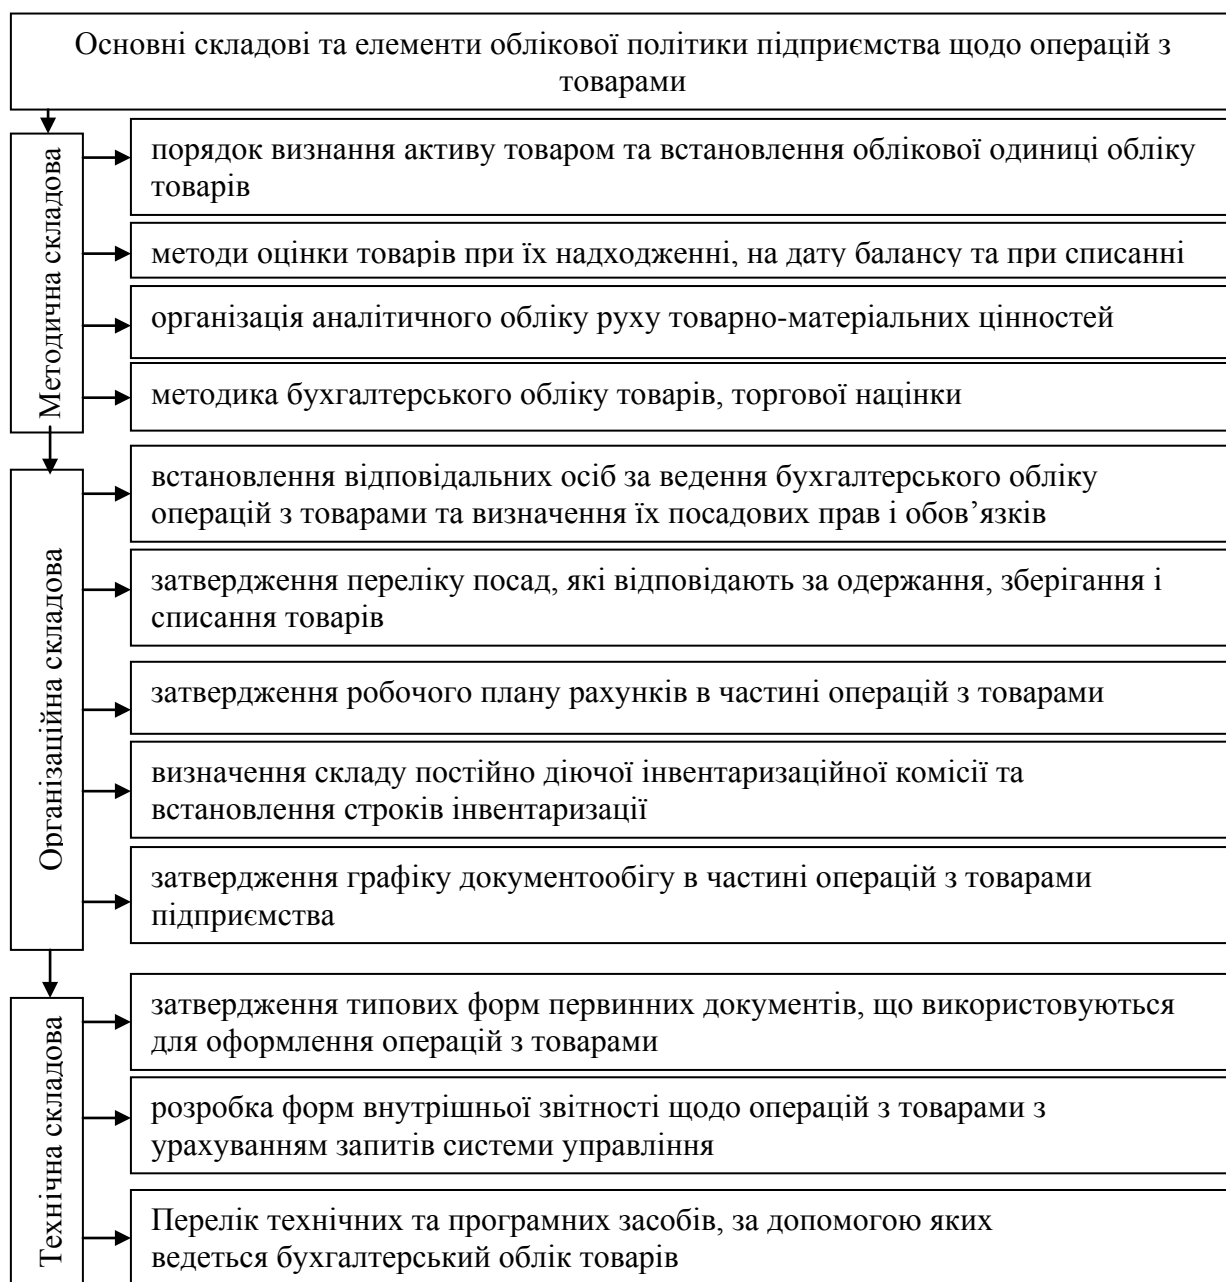 Основні складові та елементи облікової політики підприємства щодо операцій з
товарами
Методична складова
порядок визнання активу товаром та встановлення облікової одиниці обліку
товарів
методи оцінки товарів при їх надходженні, на дату балансу та при списанні
організація аналітичного обліку руху товарно-матеріальних цінностей
методика бухгалтерського обліку товарів, торгової націнки
Організаційна складова
встановлення відповідальних осіб за ведення бухгалтерського обліку
операцій з товарами та визначення їх посадових прав і обов’язків
затвердження переліку посад, які відповідають за одержання, зберігання і
списання товарів
затвердження робочого плану рахунків в частині операцій з товарами
визначення складу постійно діючої інвентаризаційної комісії та
встановлення строків інвентаризації
затвердження графіку документообігу в частині операцій з товарами
підприємства
Технічна складова
затвердження типових форм первинних документів, що використовуються
для оформлення операцій з товарами
розробка форм внутрішньої звітності щодо операцій з товарами з
урахуванням запитів системи управління
Перелік технічних та програмних засобів, за допомогою яких
ведеться бухгалтерський облік товарів